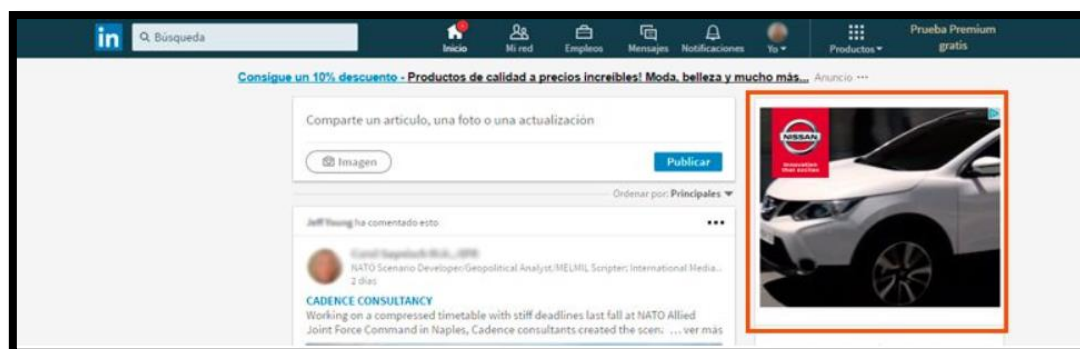 in
Búsqueda
Inicio
Mi red
Empleos
Mensajes
Notificaciones
Yo
Productos
Prueba Premium
gratis
Consigue un 10% descuento - Productos de calidad a precios increíbles! Moda, belleza y mucho más... Anuncio ···
Comparte un artículo, una foto o una actualización
Imagen
Publicar
Ordenar por: Principales
ha comentado esto
NATO Scenario Developer/Geopolitical Analyst/MELMIL Scripter; International Media...
2 días
CADENCE CONSULTANCY
Working on a compressed timetable with stiff deadlines last fall at NATO Allied
Joint Force Command in Naples, Cadence consultants created the scen: ... ver más
NISSAN
Innovation
that excites